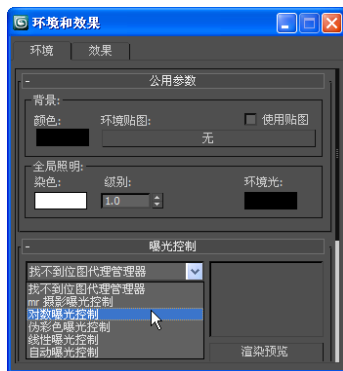 环境和效果
环境 效果
- 公用参数
背景:
颜色: 环境贴图: 使用贴图
无
全局照明:
染色: 级别: 环境光:
1.0
- 曝光控制
找不到位图代理管理器
找不到位图代理管理器
mr 摄影曝光控制
对数曝光控制
伪彩色曝光控制
线性曝光控制
自动曝光控制
渲染预览